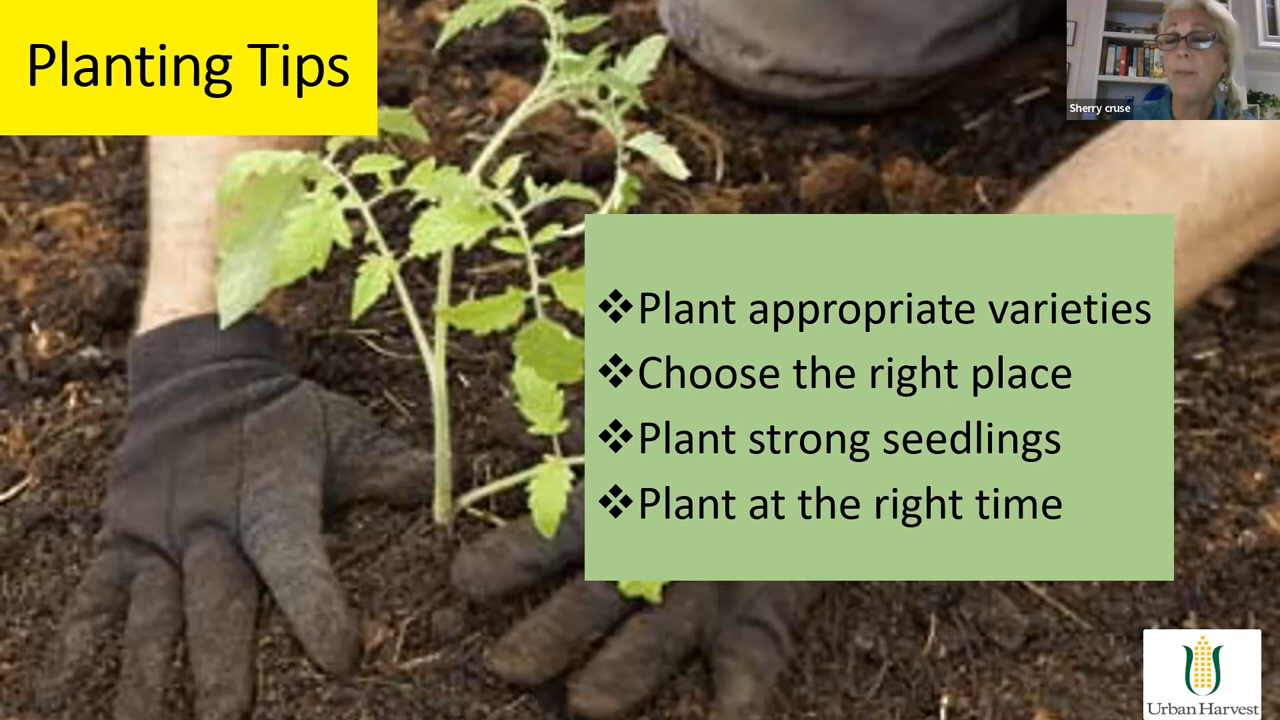 Planting Tips
Sherry cruse
❖Plant appropriate varieties
❖Choose the right place
❖Plant strong seedlings
❖Plant at the right time
Urban Harvest